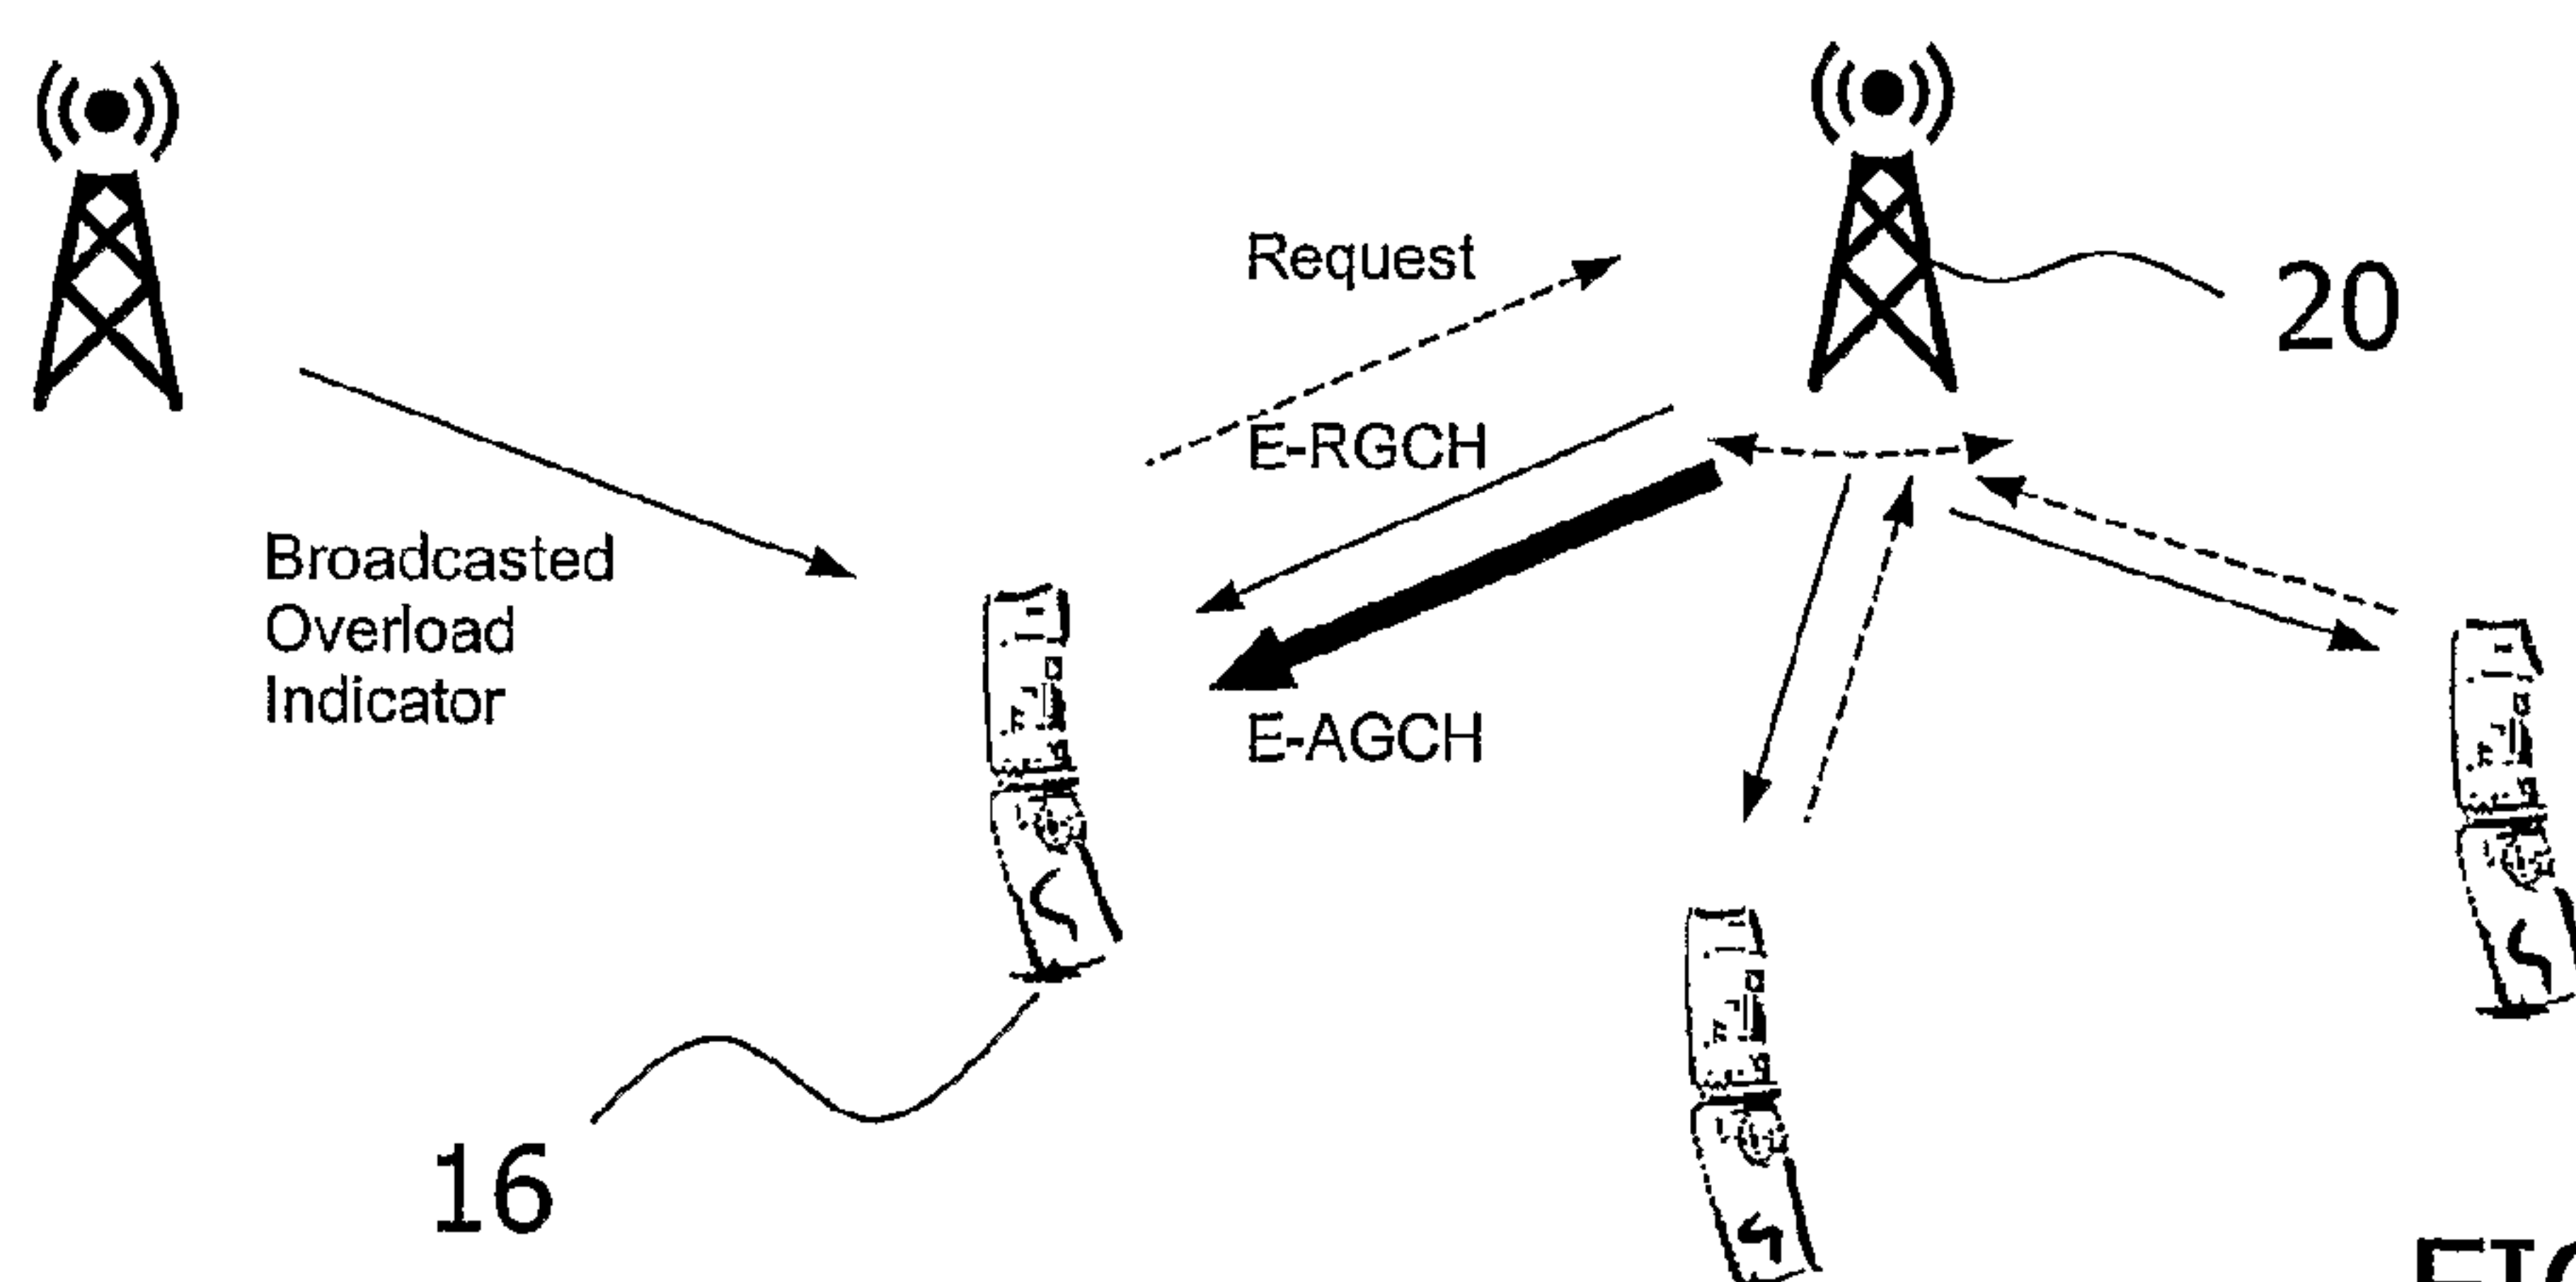 Request
20
E-RGCH
Broadcasted
Overload
Indicator
E-AGCH
16